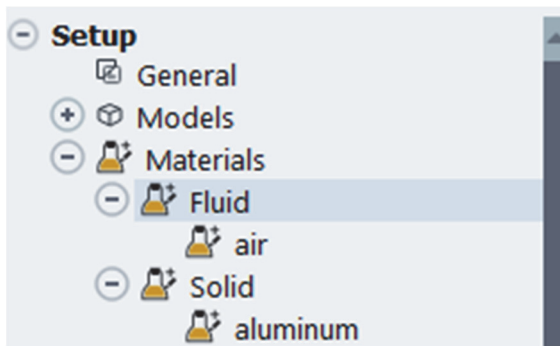 Setup
General
Models
Materials
Fluid
air
Solid
aluminum